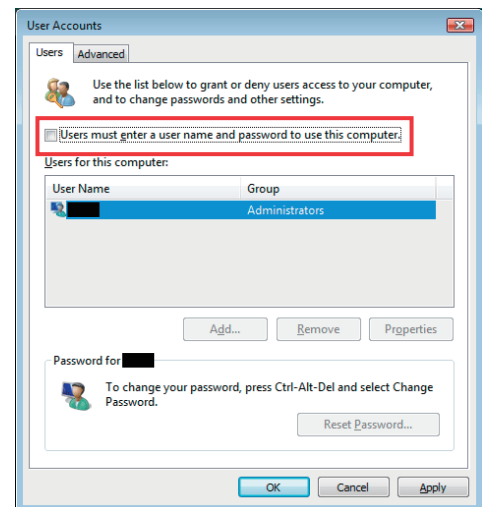 User Accounts
Users Advanced
Use the list below to grant or deny users access to your computer,
and to change passwords and other settings.
Users must enter a user name and password to use this computer.
Users for this computer:
User Name Group
Administrators
Add... Remove Properties
Password for
To change your password, press Ctrl-Alt-Del and select Change
Password.
Reset Password...
OK Cancel Apply